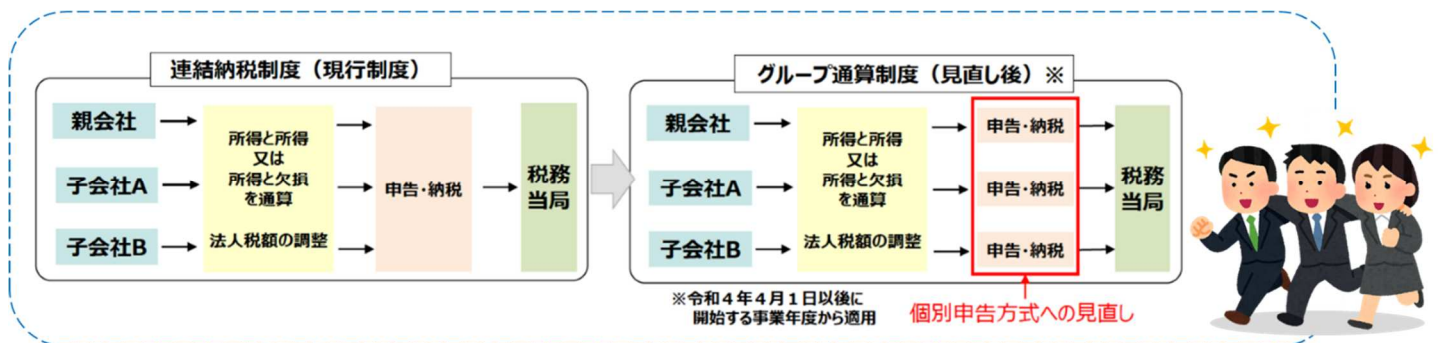 連結納税制度（現行制度）
親会社
子会社A
子会社B
所得と所得
又は
所得と欠損
を通算
法人税額の調整
申告・納税
税務
当局
グループ通算制度（見直し後）※
親会社
子会社A
子会社B
所得と所得
又は
所得と欠損
を通算
法人税額の調整
申告・納税
申告・納税
申告・納税
税務
当局
※令和４年４月１日以後に
開始する事業年度から適用
個別申告方式への見直し